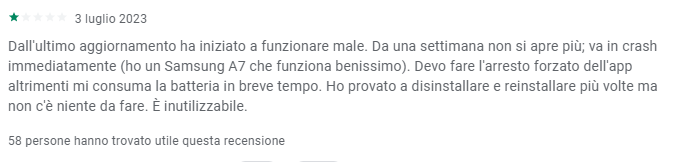 3 luglio 2023
Dall'ultimo aggiornamento ha iniziato a funzionare male. Da una settimana non si apre più; va in crash
immediatamente (ho un Samsung A7 che funziona benissimo). Devo fare l'arresto forzato dell'app
altrimenti mi consuma la batteria in breve tempo. Ho provato a disinstallare e reinstallare più volte ma
non c'è niente da fare. È inutilizzabile.
58 persone hanno trovato utile questa recensione